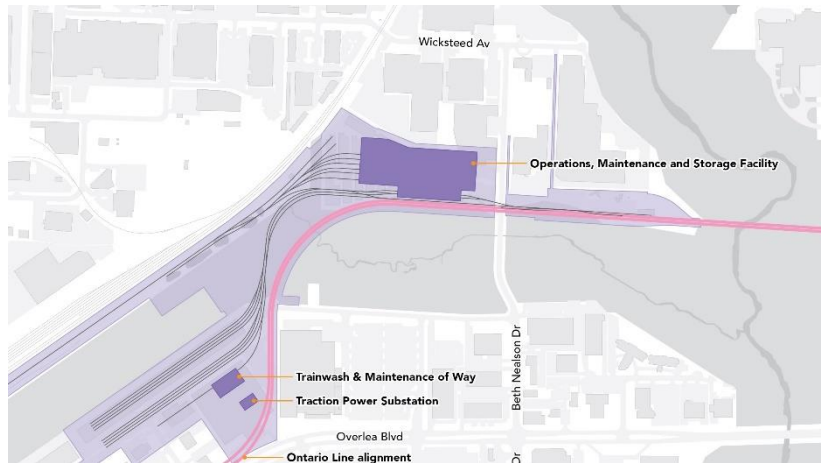 Wicksteed Av
Operations, Maintenance and Storage Facility
Beth Nealson Dr
Trainwash & Maintenance of Way
Traction Power Substation
Overlea Blvd
Dr
Ontario Line alignment